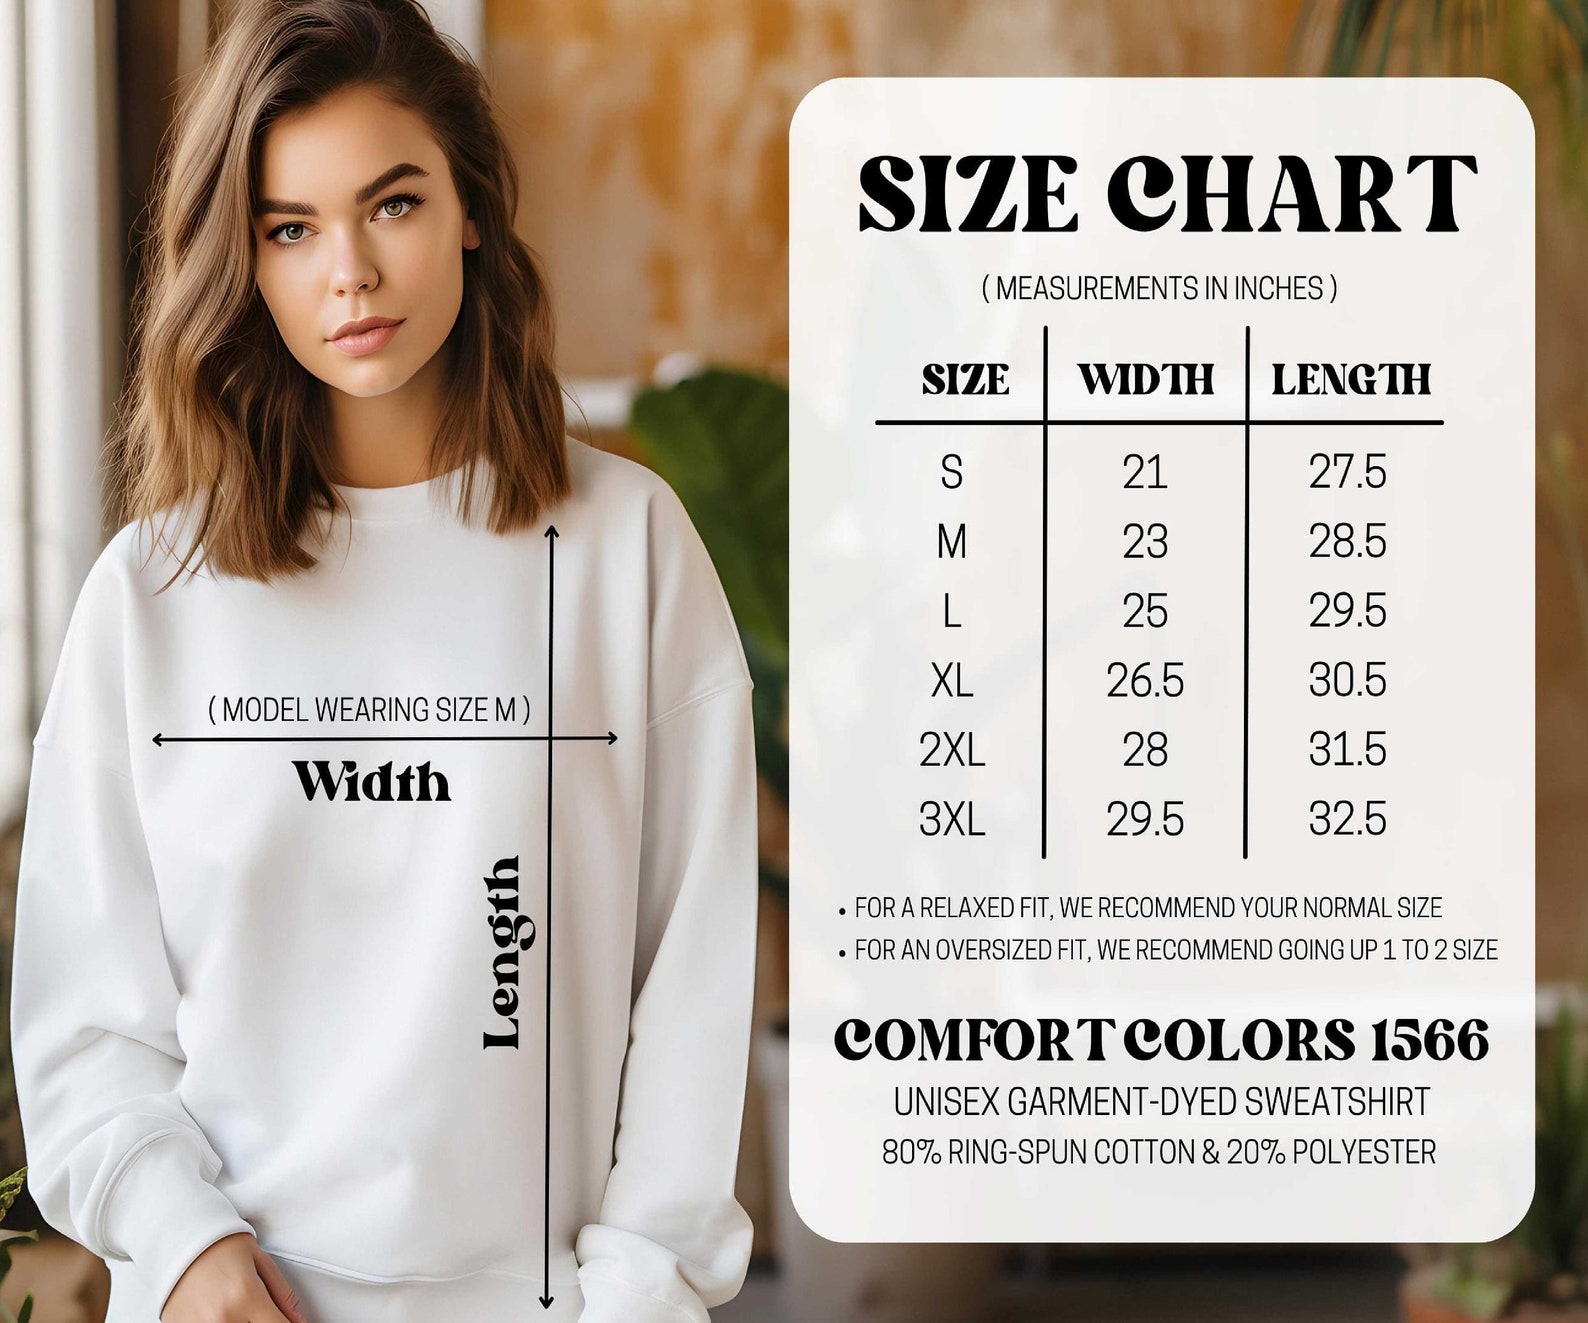 SIZE CHART
( MEASUREMENTS IN INCHES )
SIZE WIDTH LENGTH
S 21 27.5
M 23 28.5
L 25 29.5
XL 26.5 30.5
2XL 28 31.5
3XL 29.5 32.5
• FOR A RELAXED FIT, WE RECOMMEND YOUR NORMAL SIZE
• FOR AN OVERSIZED FIT, WE RECOMMEND GOING UP 1 TO 2 SIZE
COMFORT COLORS 1566
UNISEX GARMENT-DYED SWEATSHIRT
80% RING-SPUN COTTON & 20% POLYESTER
( MODEL WEARING SIZE M )
Width
Length